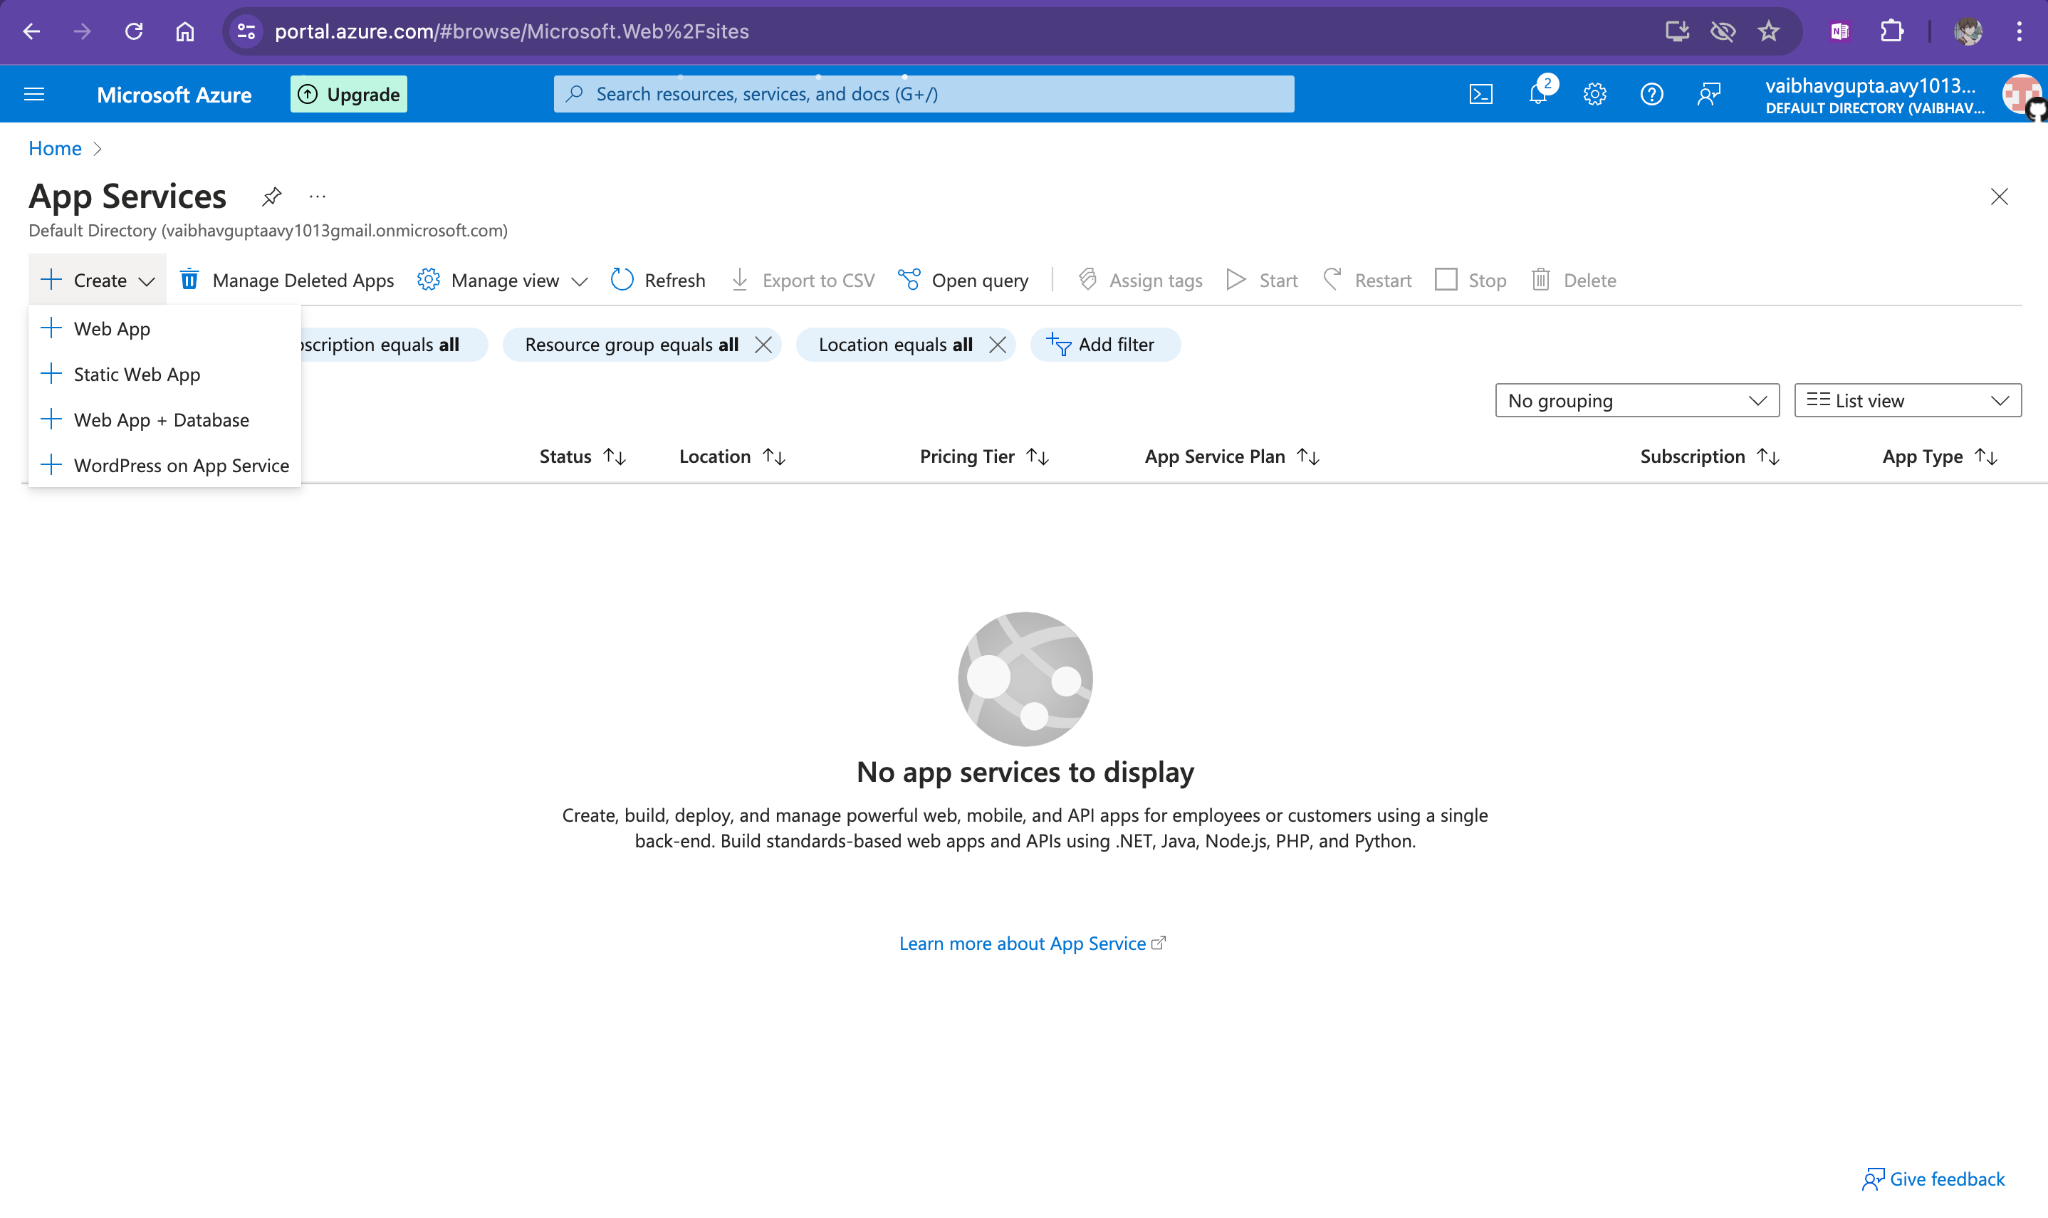 portal.azure.com/#browse/Microsoft.Web%2Fsites
Microsoft Azure
Upgrade
Search resources, services, and docs (G+/)
2
vaibhavgupta.avy1013...
DEFAULT DIRECTORY (VAIBHAV...
Home
App Services
Default Directory (vaibhavguptaavy1013gmail.onmicrosoft.com)
Create Manage Deleted Apps Manage view Refresh Export to CSV Open query Assign tags Start Restart Stop Delete
Web App
Static Web App
Web App + Database
WordPress on App Service
equals all Resource group equals all Location equals all Add filter
No grouping List view
Status Location Pricing Tier App Service Plan Subscription App Type
No app services to display
Create, build, deploy, and manage powerful web, mobile, and API apps for employees or customers using a single
back-end. Build standards-based web apps and APIs using .NET, Java, Node.js, PHP, and Python.
Learn more about App Service
Give feedback